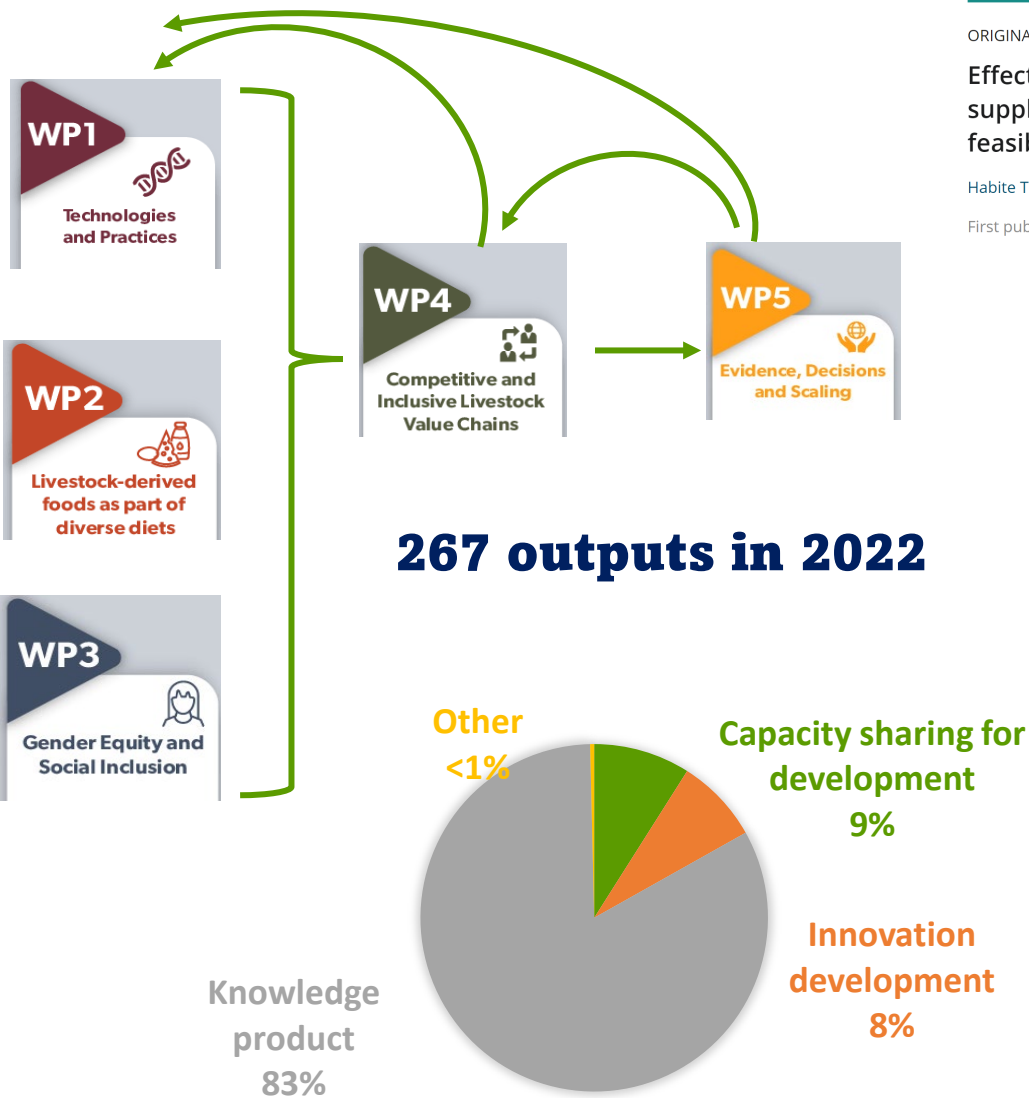 WP1
Technologies
and Practices
WP2
Livestock-derived
foods as part of
diverse diets
WP3
Gender Equity and
Social Inclusion
WP4
Competitive and
Inclusive Livestock
Value Chains
WP5
Evidence, Decisions
and Scaling
ORIGINA
Effect
suppl
feasib
Habite T
First pub
267 outputs in 2022
Other
<1%
Capacity sharing for
development
9%
Innovation
development
8%
Knowledge
product
83%